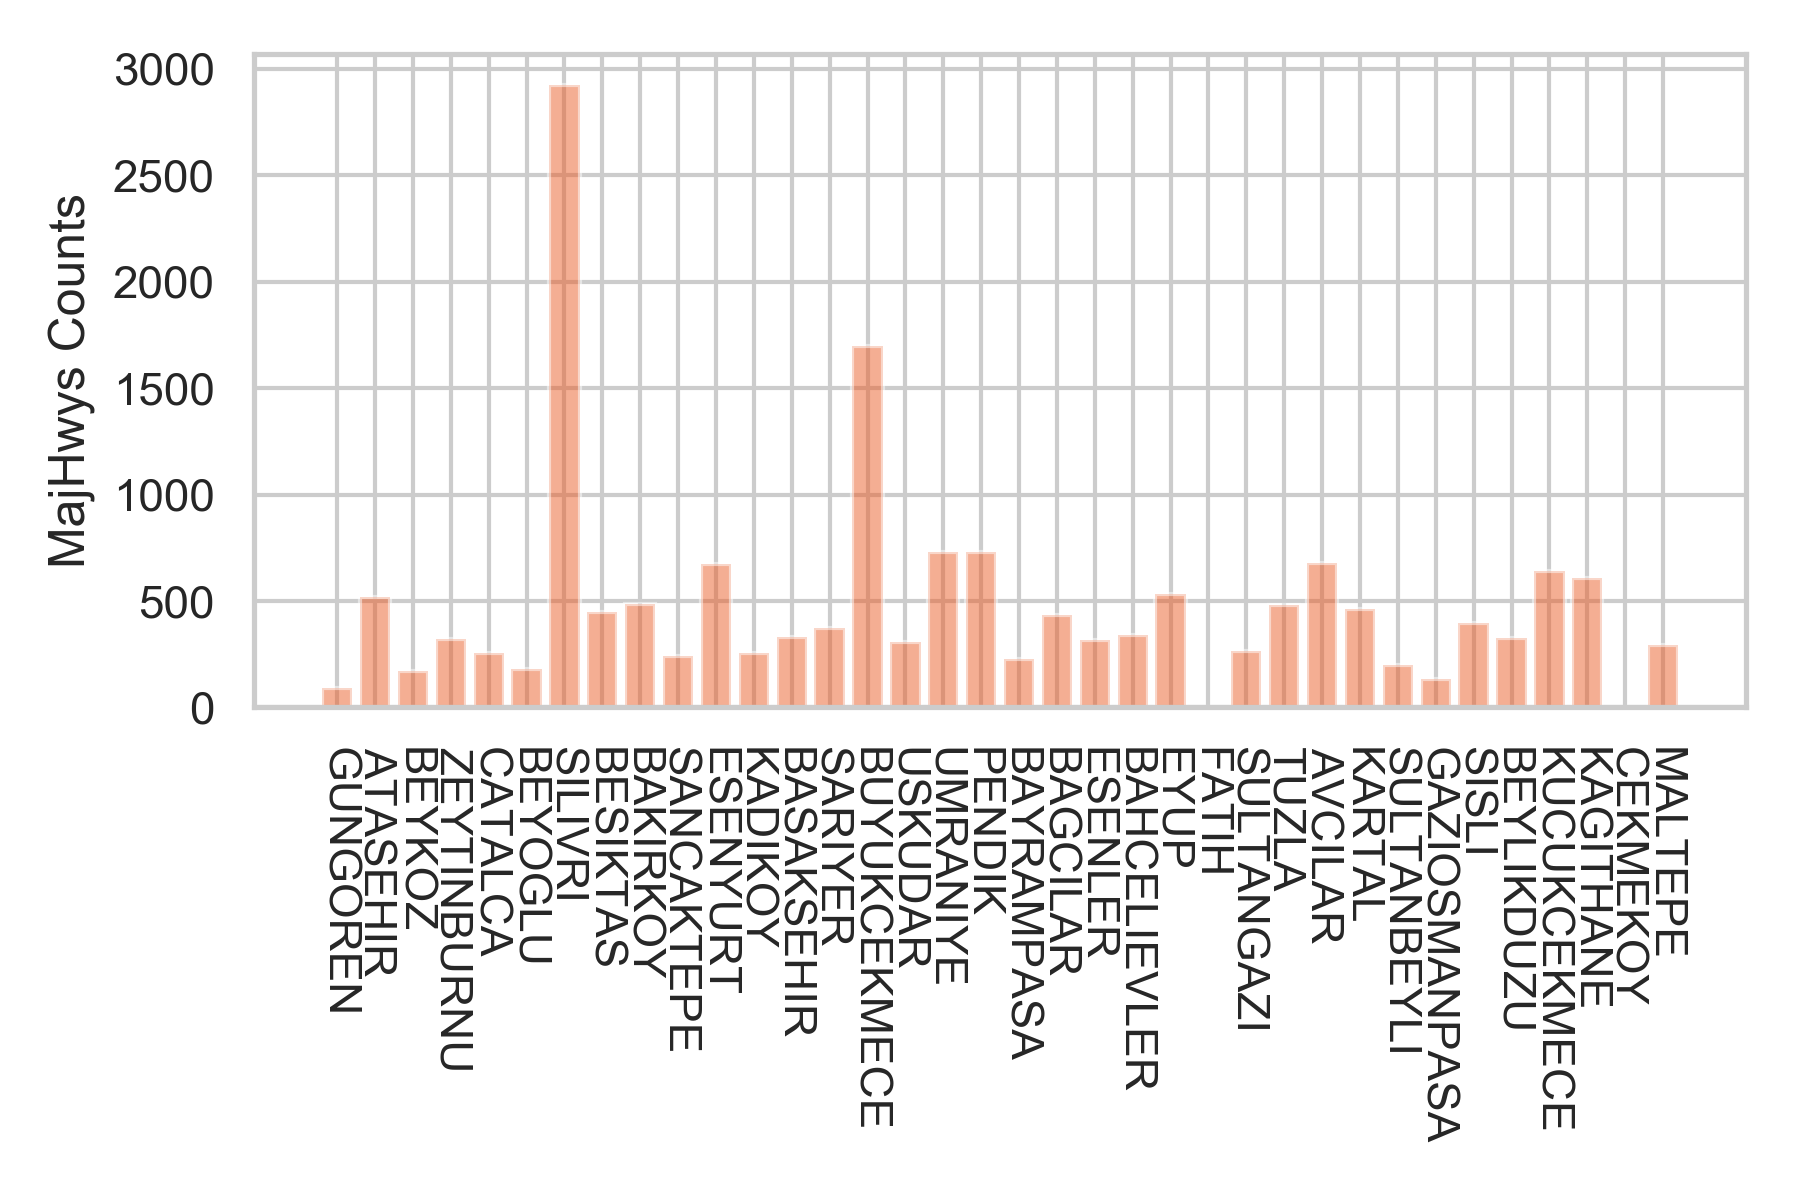 3000
2500
2000
1500
1000
500
0
MajHwys Counts
GUNGOREN
ATASEHIR
BEYKOZ
ZEYTINBURNU
CATALCA
BEYOGLU
SILIVRI
BESIKTAS
BAKIRKOY
SANCAKTEPE
ESENYURT
KADIKOY
BASAKSEHIR
SARIYER
BUYUKCEKMECE
USKUDAR
UMRANIYE
PENDIK
BAYRAMPASA
BAGCILAR
ESENLER
BAHCELIEVLER
EYUP
FATIH
SULTANGAZI
TUZLA
AVCILAR
KARTAL
SULTANBEYLI
GAZIOSMANPASA
SISLI
BEYLIKDUZU
KUCUKCEKMECE
KAGITHANE
CEKMEKOY
MALTEPE